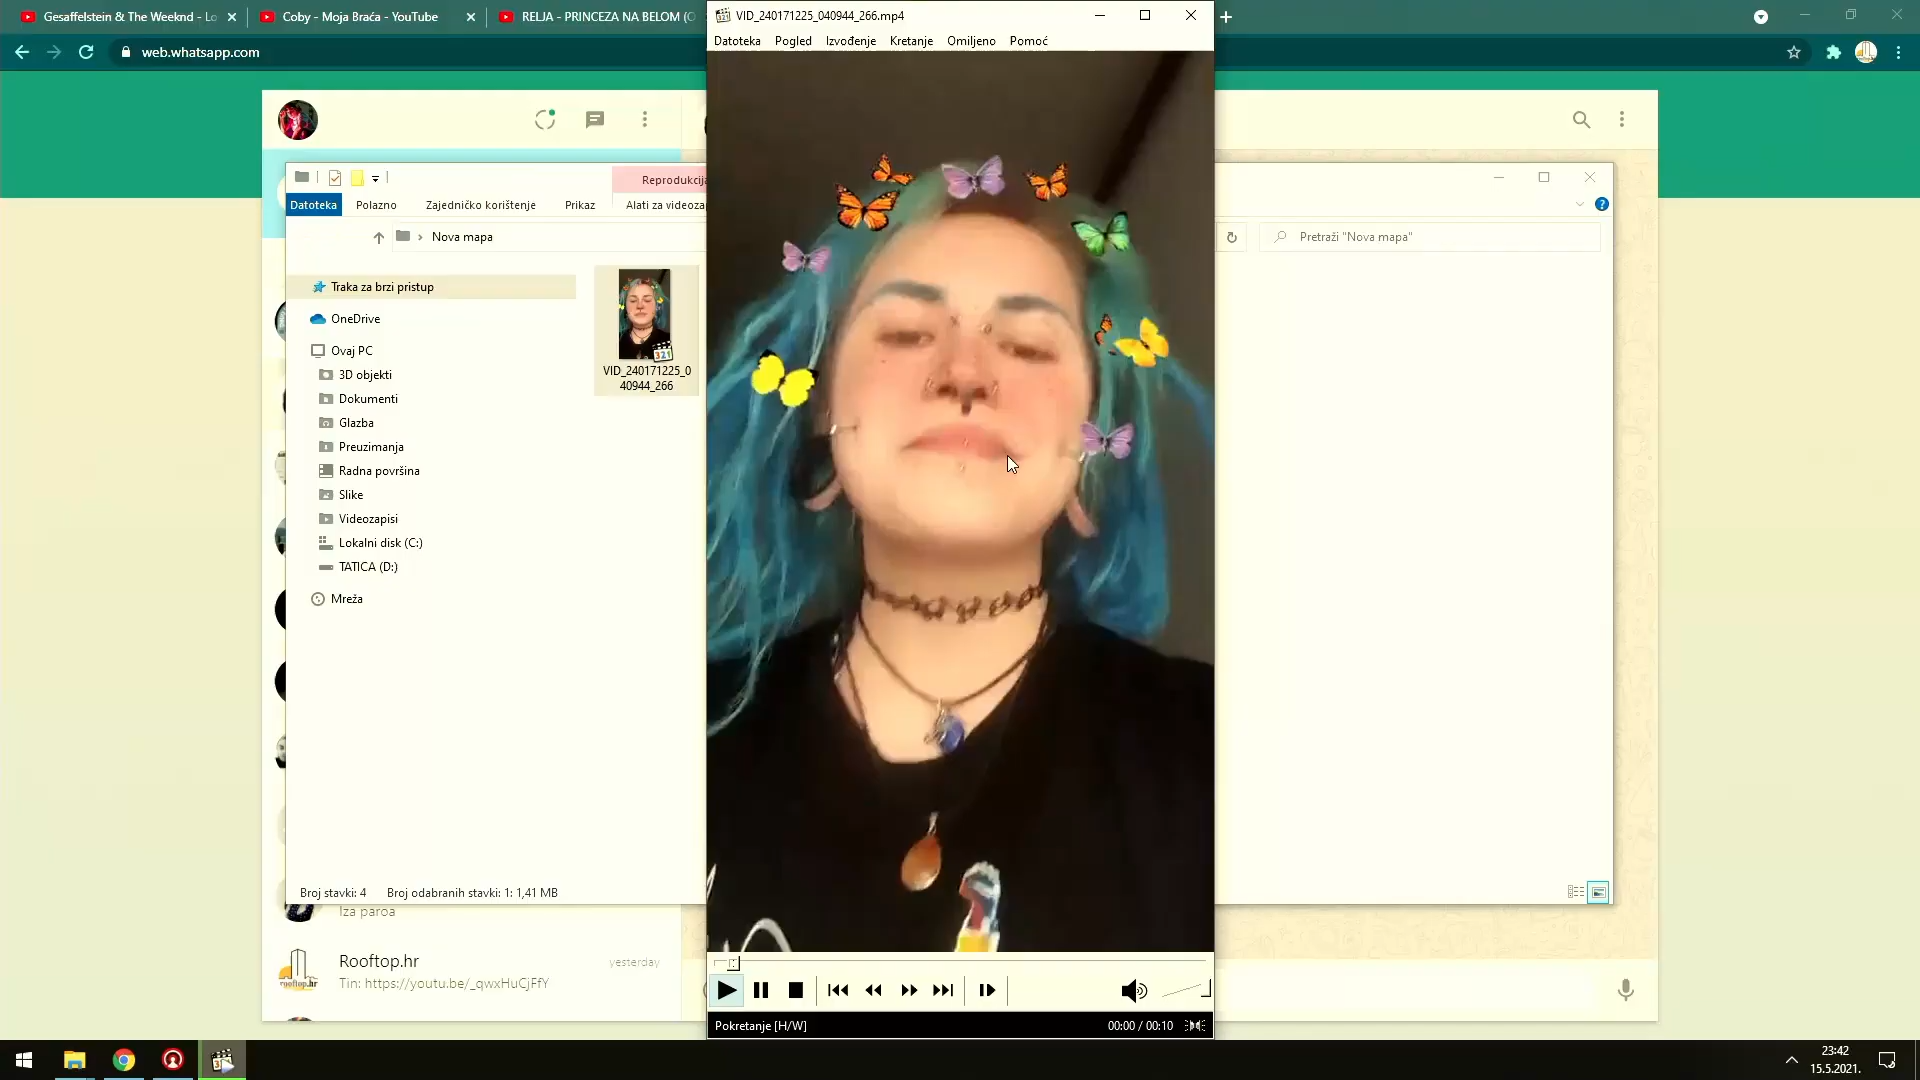 Gesaffelstein & The Weeknd - Lo
Coby - Moja Braća - YouTube
RELJA - PRINCEZA NA BELOM (O
VID_240171225_040944_266.mp4
web.whatsapp.com
Datoteka Pogled Izvođenje Kretanje Omiljeno Pomoć
Reprodukcija
Datoteka Polazno Zajedničko korištenje Prikaz Alati za videozap
Nova mapa
Pretraži "Nova mapa"
Traka za brzi pristup
OneDrive
Ovaj PC
3D objekti
Dokumenti
Glazba
Preuzimanja
Radna površina
Slike
Videozapisi
Lokalni disk (C:)
TATICA (D:)
Mreža
321
VID_240171225_0
40944_266
Broj stavki: 4 Broj odabranih stavki: 1: 1,41 MB
Iza paroa
Rooftop.hr yesterday
Tin: https://youtu.be/_qwxHuCjFfY
rooftop.hr
Pokretanje [H/W] 00:00 / 00:10
23:42
15.5.2021.